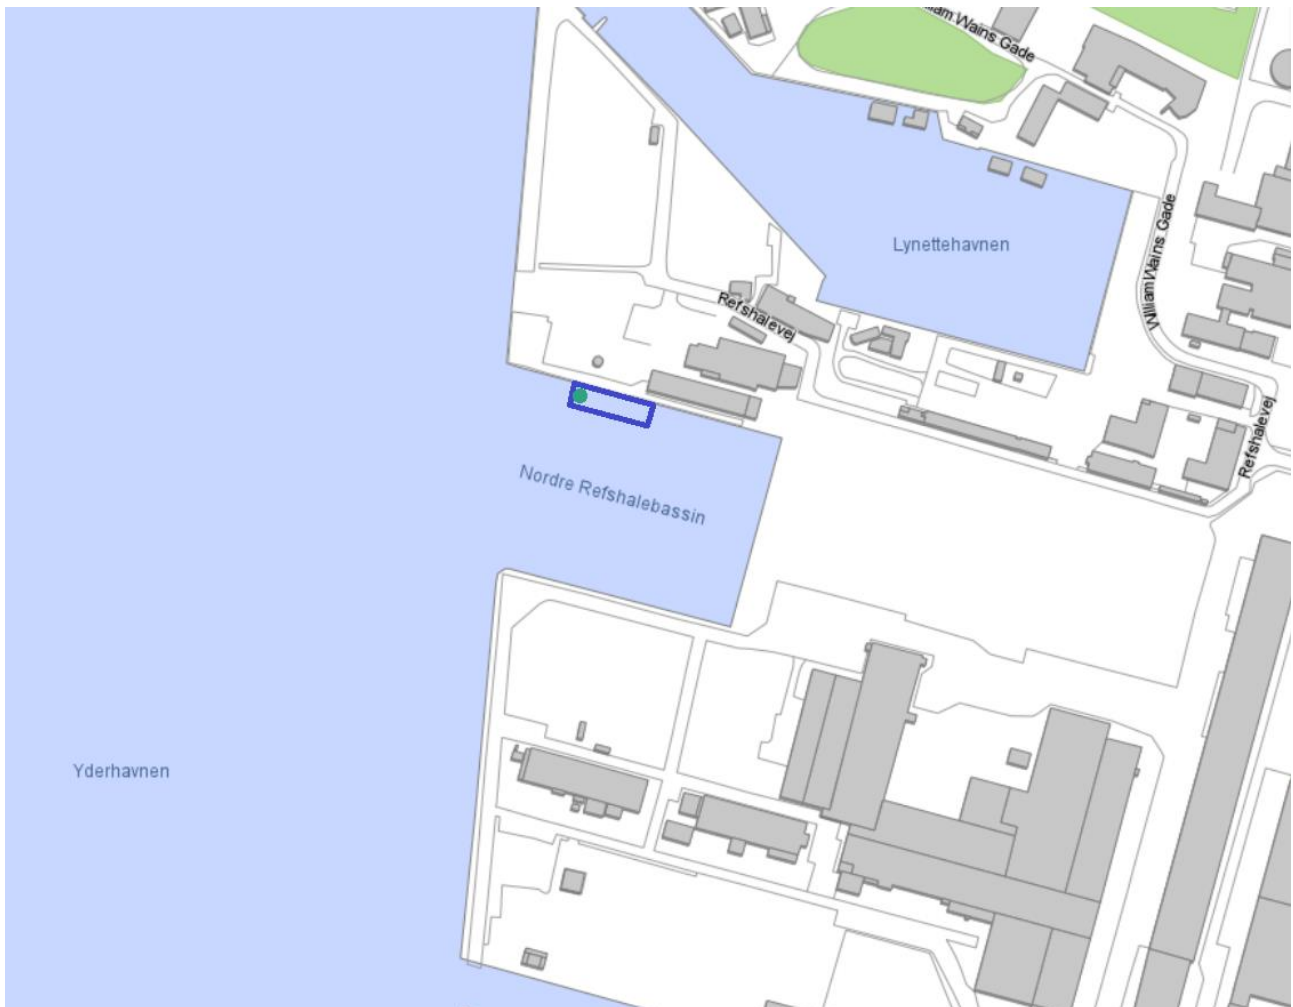 William Wains Gade
Lynettehavnen
William Wains Gade
Refshalevej
Refshalevej
Nordre Refshalebassin
Yderhavnen